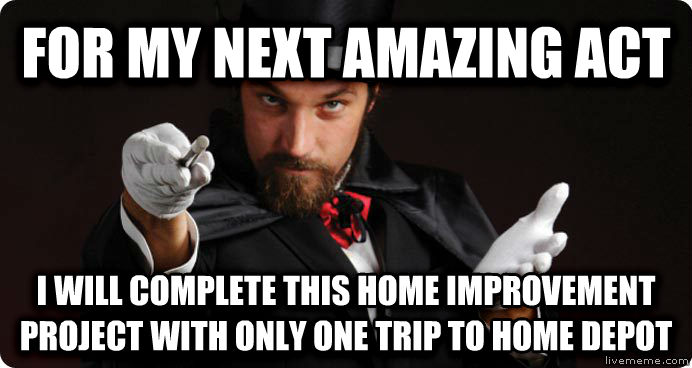 FOR MY NEXT AMAZING ACT
I WILL COMPLETE THIS HOME IMPROVEMENT
PROJECT WITH ONLY ONE TRIP TO HOME DEPOT
livememe.com